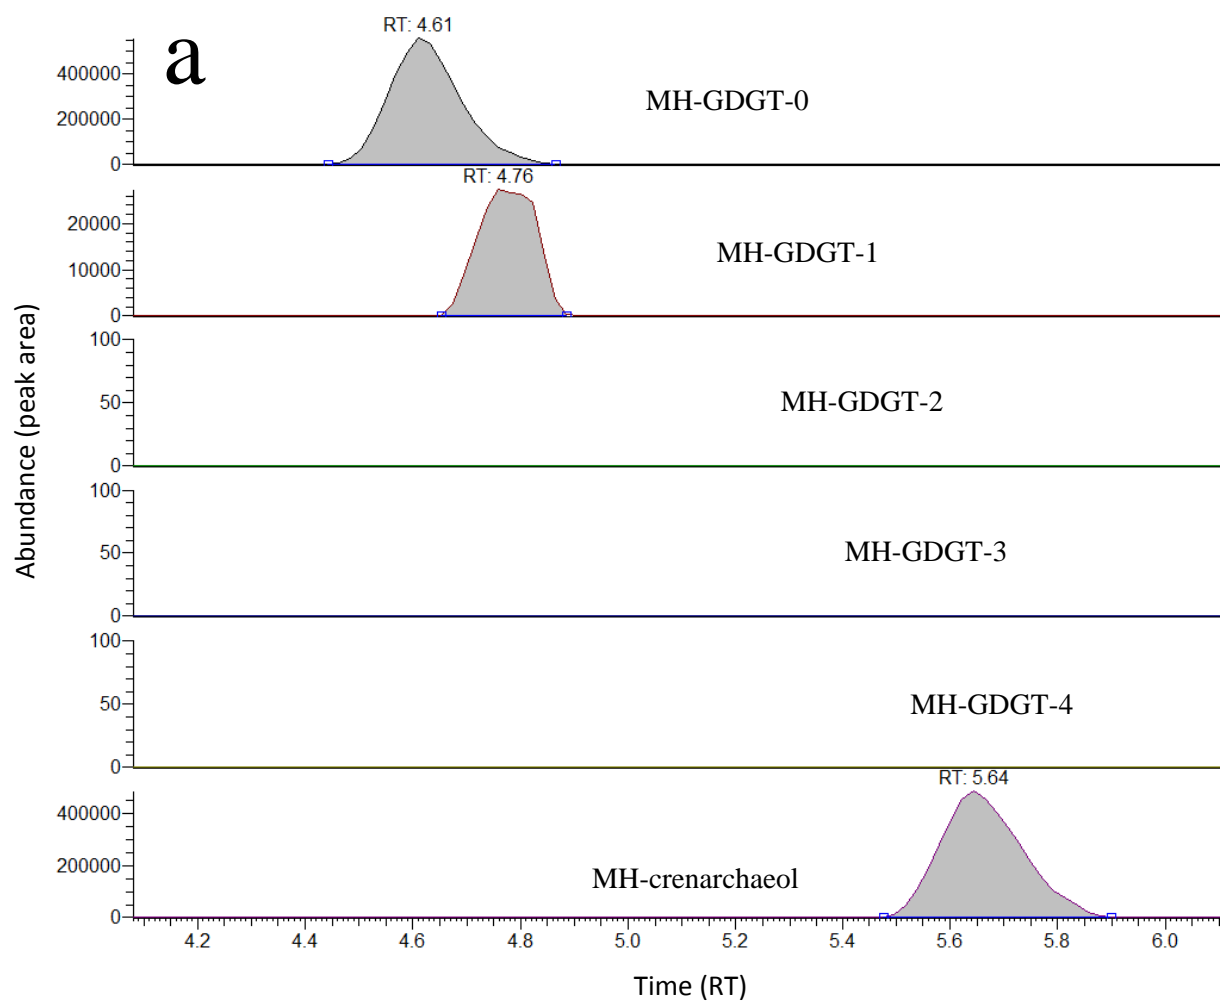 a
RT: 4.61
400000
200000
0
MH-GDGT-0
RT: 4.76
20000
10000
0
MH-GDGT-1
100
50
0
MH-GDGT-2
100
50
0
MH-GDGT-3
100
50
0
MH-GDGT-4
RT: 5.64
400000
200000
0
MH-crenarchaeol
4.2 4.4 4.6 4.8 5.0 5.2 5.4 5.6 5.8 6.0
Time (RT)
Abundance (peak area)